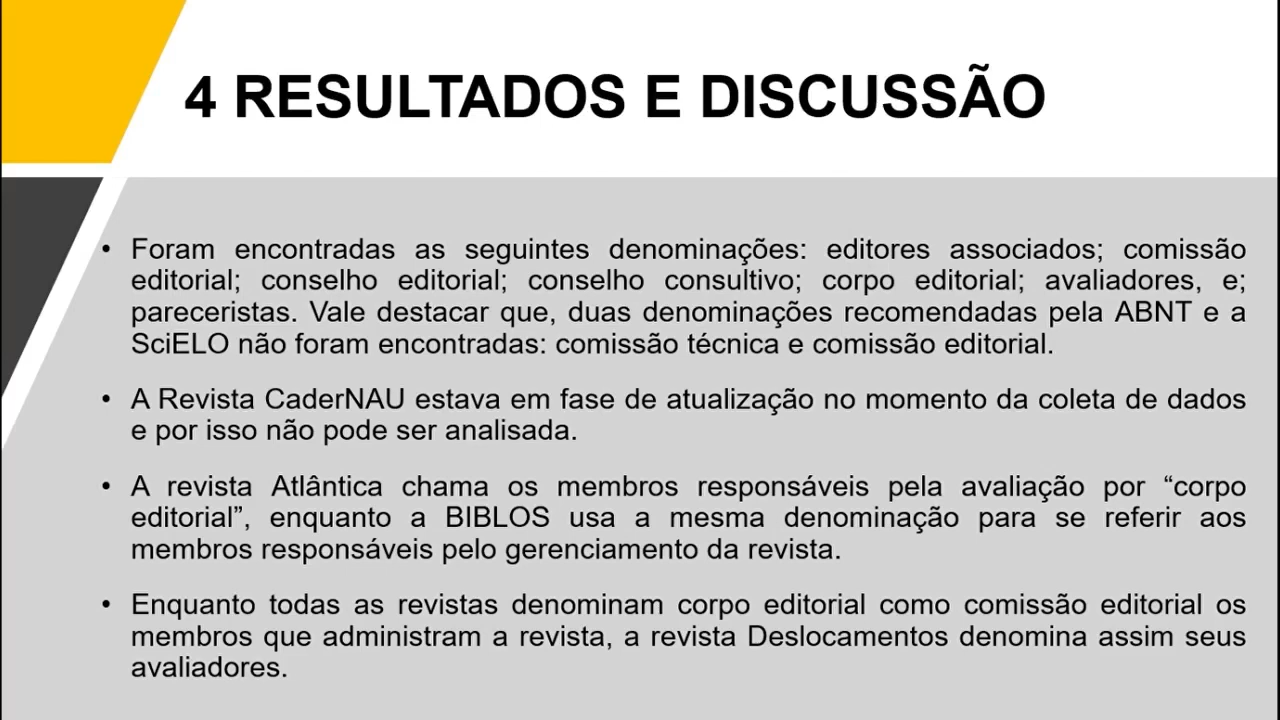 4 RESULTADOS E DISCUSSÃO
• Foram encontradas as seguintes denominações: editores associados; comissão
editorial; conselho editorial; conselho consultivo; corpo editorial; avaliadores, e;
pareceristas. Vale destacar que, duas denominações recomendadas pela ABNT e a
SciELO não foram encontradas: comissão técnica e comissão editorial.
• A Revista CaderNAU estava em fase de atualização no momento da coleta de dados
e por isso não pode ser analisada.
• A revista Atlântica chama os membros responsáveis pela avaliação por “corpo
editorial”, enquanto a BIBLOS usa a mesma denominação para se referir aos
membros responsáveis pelo gerenciamento da revista.
• Enquanto todas as revistas denominam corpo editorial como comissão editorial os
membros que administram a revista, a revista Deslocamentos denomina assim seus
avaliadores.